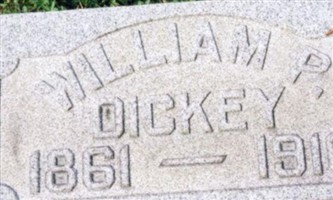 WILLIAM P.
DICKEY
1861 — 191